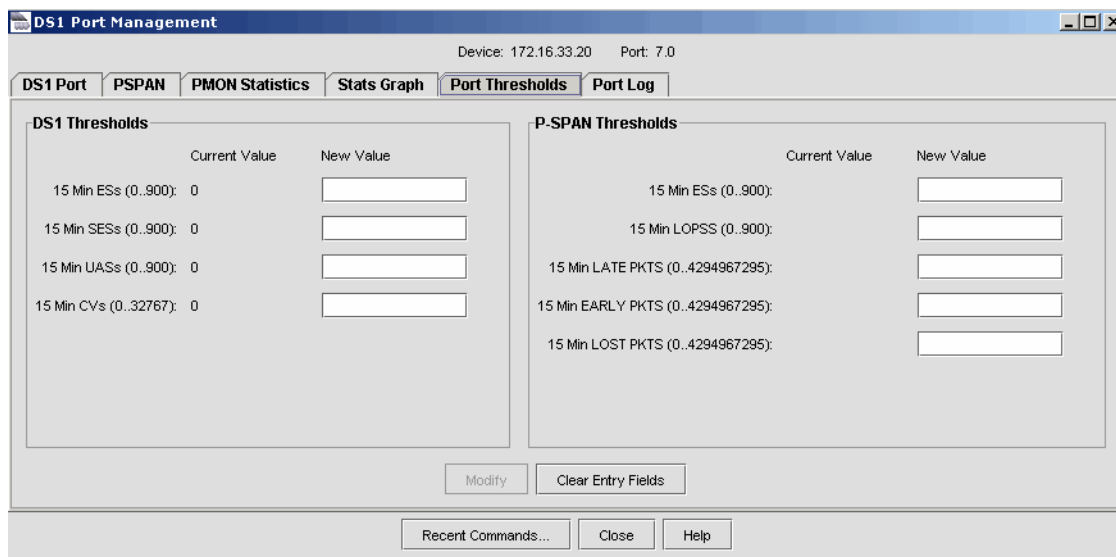 DS1 Port Management
Device: 172.16.33.20 Port: 7.0
DS1 Port PSPAN PMON Statistics Stats Graph Port Thresholds Port Log
DS1 Thresholds
Current Value New Value
15 Min ESs (0..900): 0
15 Min SESs (0..900): 0
15 Min UASs (0..900): 0
15 Min CVs (0..32767): 0
P-SPAN Thresholds
Current Value New Value
15 Min ESs (0..900):
15 Min LOPSS (0..900):
15 Min LATE PKTS (0..4294967295):
15 Min EARLY PKTS (0..4294967295):
15 Min LOST PKTS (0..4294967295):
Modify Clear Entry Fields
Recent Commands... Close Help